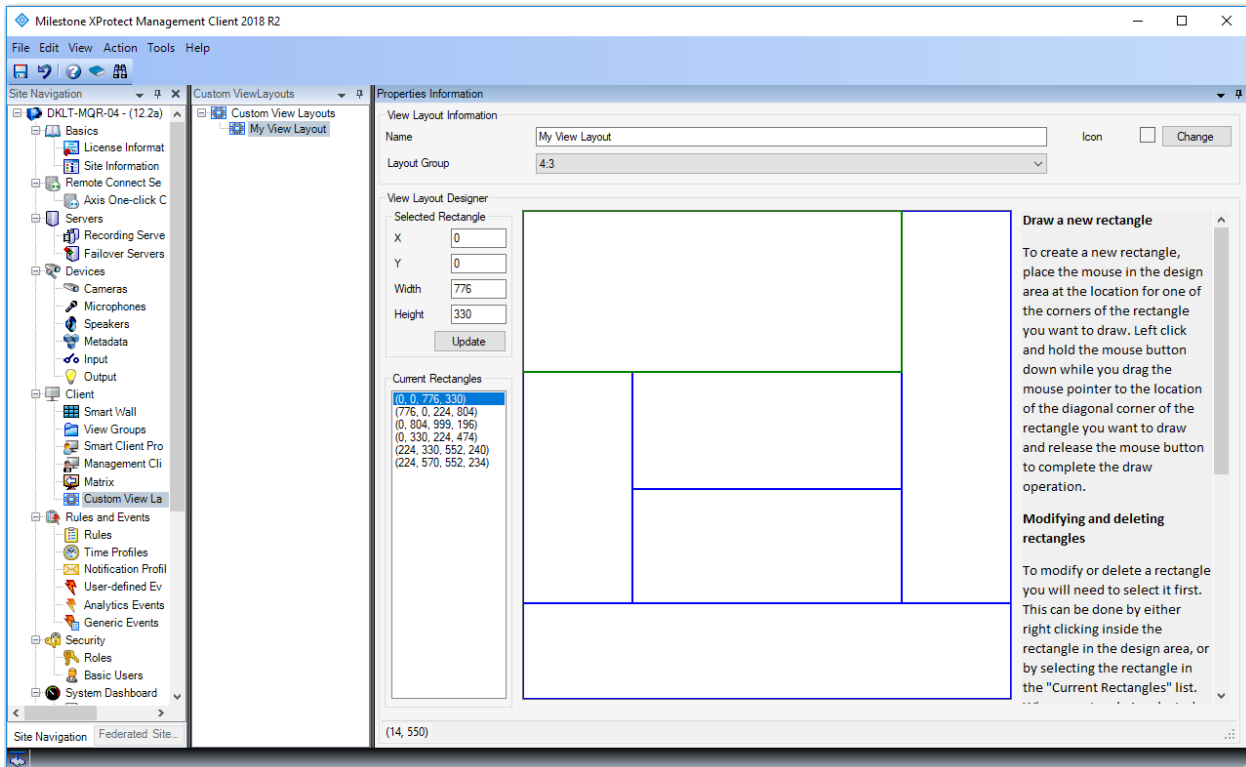 Milestone XProtect Management Client 2018 R2
File Edit View Action Tools Help
Site Navigation
DKLT-MQR-04 - (12.2a)
Basics
License Informat
Site Information
Remote Connect Se
Axis One-click C
Servers
Recording Serve
Failover Servers
Devices
Cameras
Microphones
Speakers
Metadata
Input
Output
Client
Smart Wall
View Groups
Smart Client Pro
Management Cli
Matrix
Custom View La
Rules and Events
Rules
Time Profiles
Notification Profil
User-defined Ev
Analytics Events
Generic Events
Security
Roles
Basic Users
System Dashboard
Site Navigation Federated Site...
Custom ViewLayouts
Custom View Layouts
My View Layout
Properties Information
View Layout Information
Name My View Layout Icon Change
Layout Group 4:3
View Layout Designer
Selected Rectangle
X 0
Y 0
Width 776
Height 330
Update
Current Rectangles
(0, 0, 776, 330)
(776, 0, 224, 804)
(0, 804, 999, 196)
(0, 330, 224, 474)
(224, 330, 552, 240)
(224, 570, 552, 234)
Draw a new rectangle
To create a new rectangle,
place the mouse in the design
area at the location for one of
the corners of the rectangle
you want to draw. Left click
and hold the mouse button
down while you drag the
mouse pointer to the location
of the diagonal corner of the
rectangle you want to draw
and release the mouse button
to complete the draw
operation.
Modifying and deleting
rectangles
To modify or delete a rectangle
you will need to select it first.
This can be done by either
right clicking inside the
rectangle in the design area, or
by selecting the rectangle in
the "Current Rectangles" list.
(14, 550)